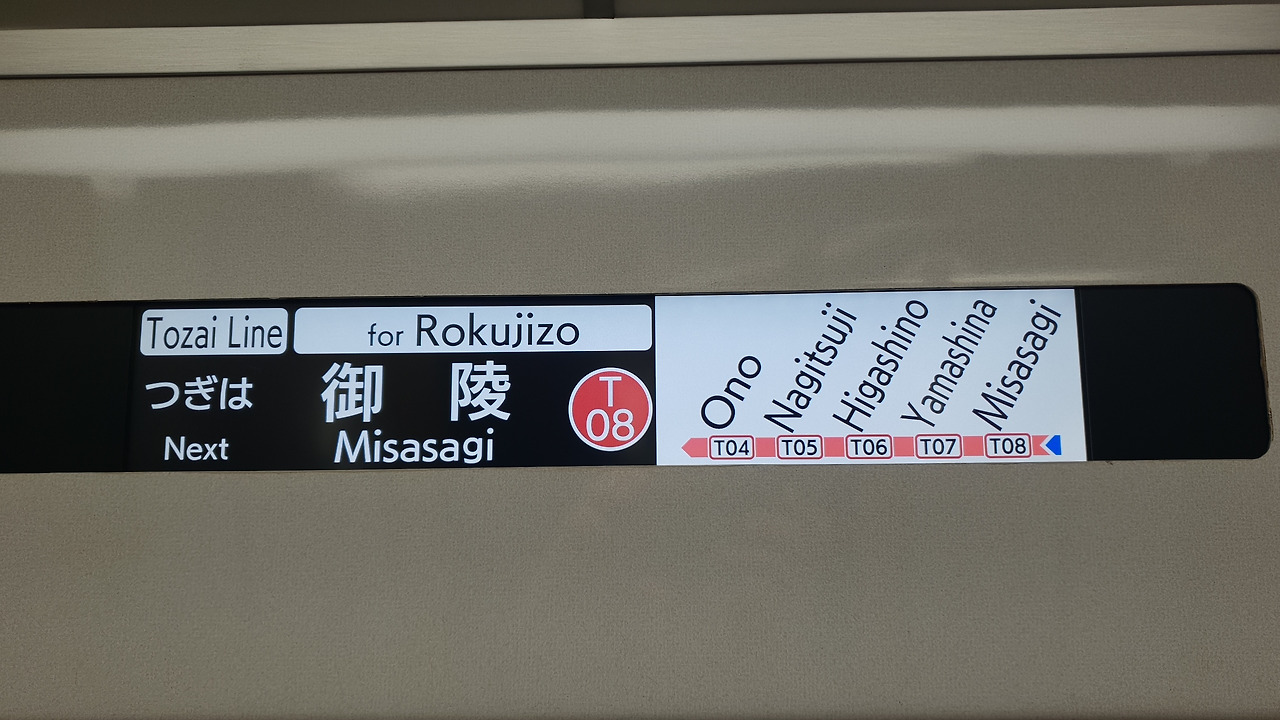 Tozai Line
for Rokujizo
つぎは
御陵
Next
Misasagi
T
08
Ono
Nagitsuji
Higashino
Yamashina
Misasagi
T04
T05
T06
T07
T08